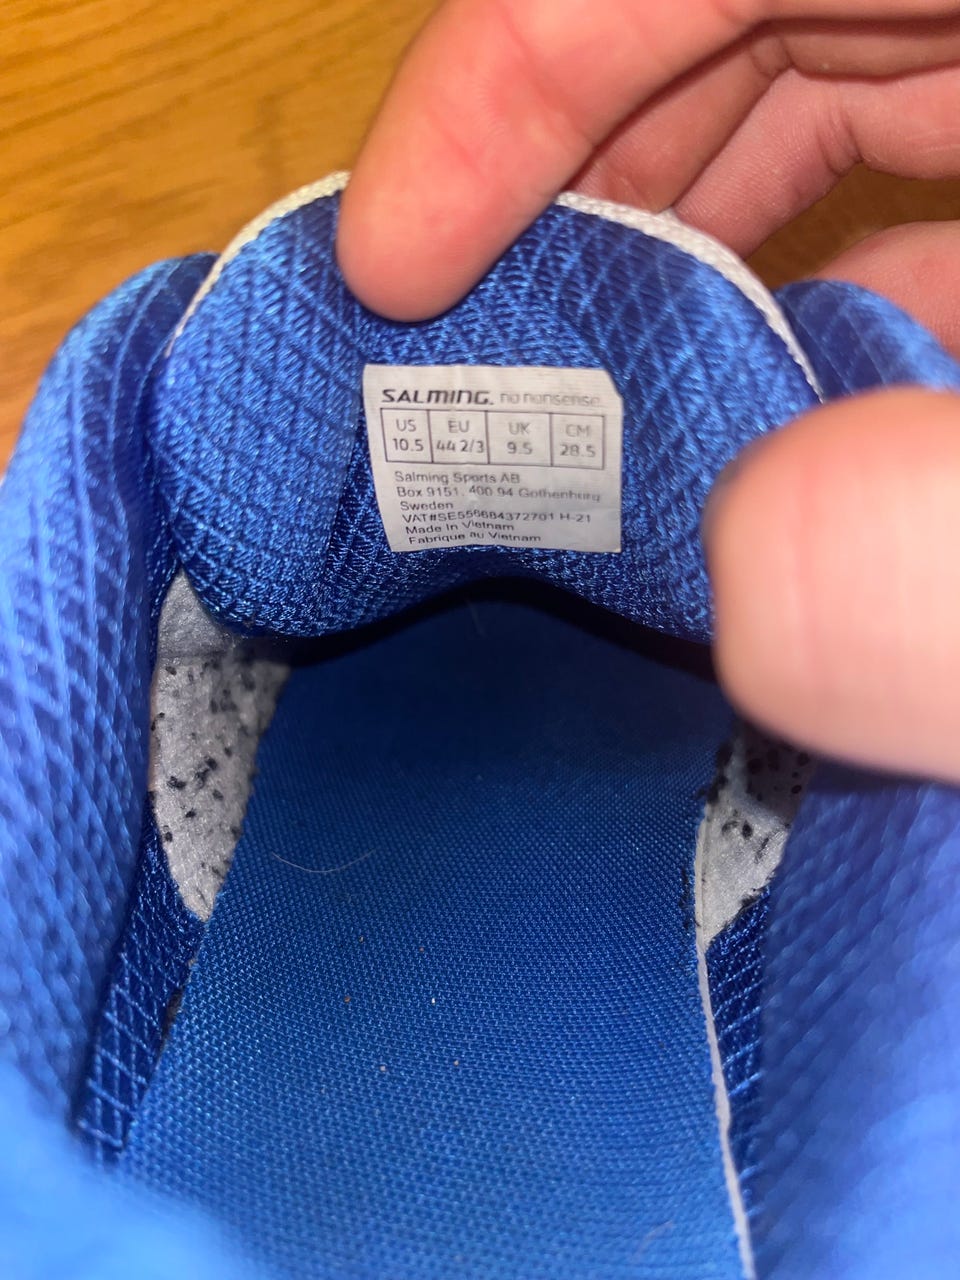 SALMING. no nonsense.
US EU UK CM
10.5 44 2/3 9.5 28.5
Salming Sports AB
Box 9151, 400 94 Gothenburg
Sweden
VAT#SE556684372701 H-21
Made In Vietnam
Fabrique au Vietnam